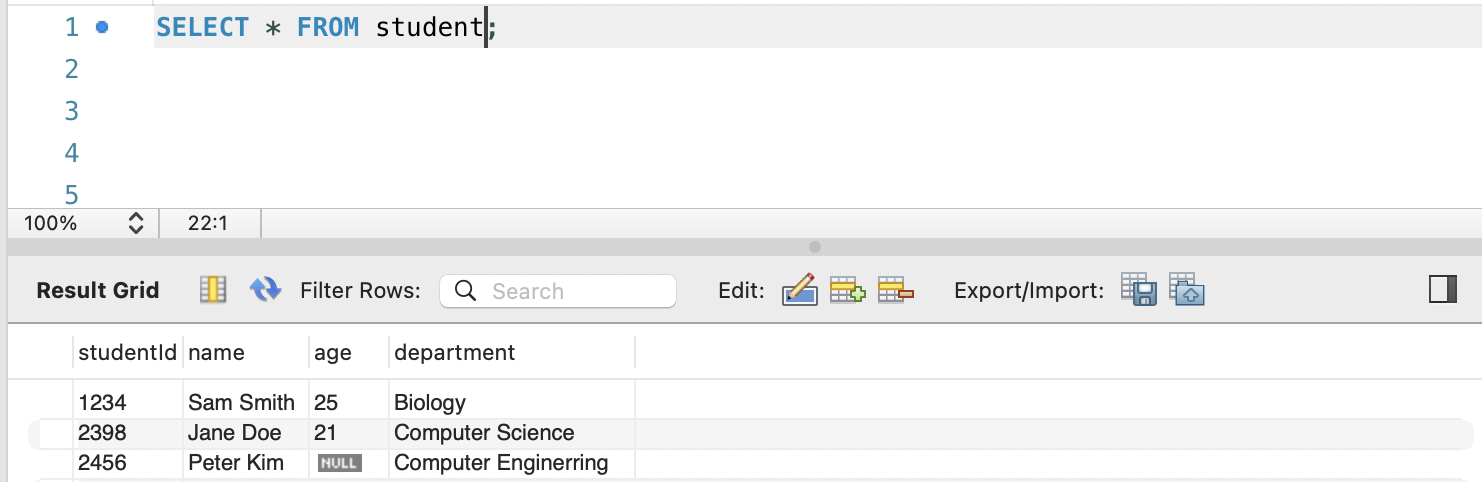 1 SELECT * FROM student;
2
3
4
5
100% 22:1
Result Grid Filter Rows: Search Edit: Export/Import:
studentId name age department
1234 Sam Smith 25 Biology
2398 Jane Doe 21 Computer Science
2456 Peter Kim NULL Computer Enginerring